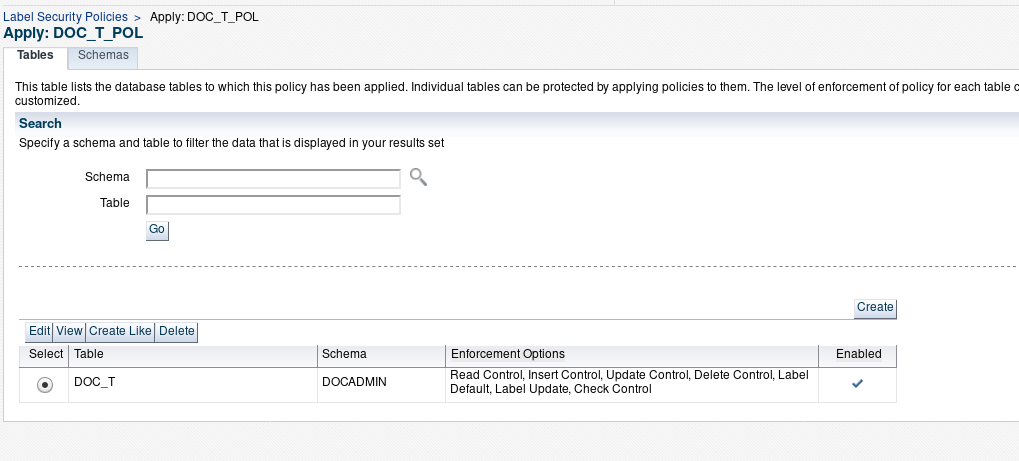 Label Security Policies > Apply: DOC_T_POL
Apply: DOC_T_POL
Tables Schemas
This table lists the database tables to which this policy has been applied. Individual tables can be protected by applying policies to them. The level of enforcement of policy for each table
customized.
Search
Specify a schema and table to filter the data that is displayed in your results set
Schema
Table
Go
Create
Edit View Create Like Delete
Select Table Schema Enforcement Options Enabled
DOC_T DOCADMIN Read Control, Insert Control, Update Control, Delete Control, Label
Default, Label Update, Check Control